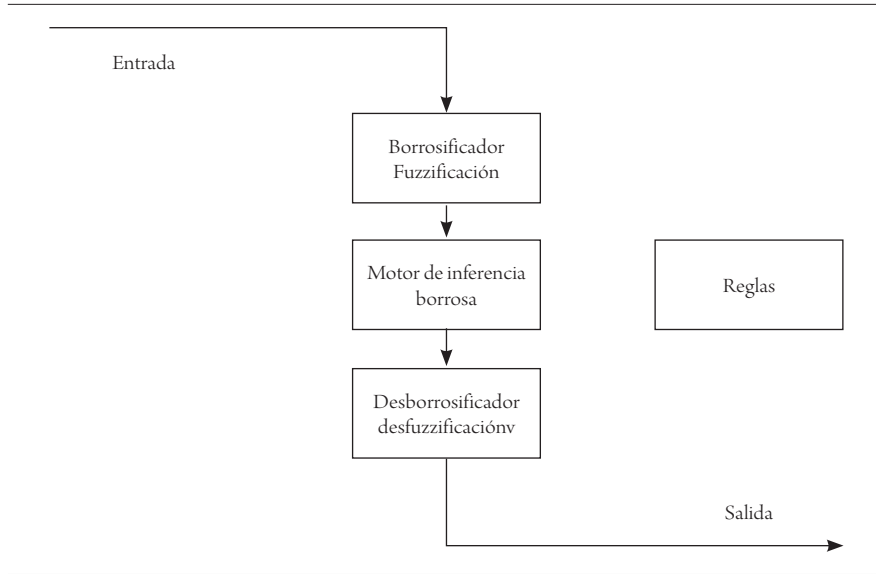 Entrada
Borrosificador
Fuzzificación
Motor de inferencia
borrosa
Reglas
Desborrosificador
desfuzzificaciónv
Salida